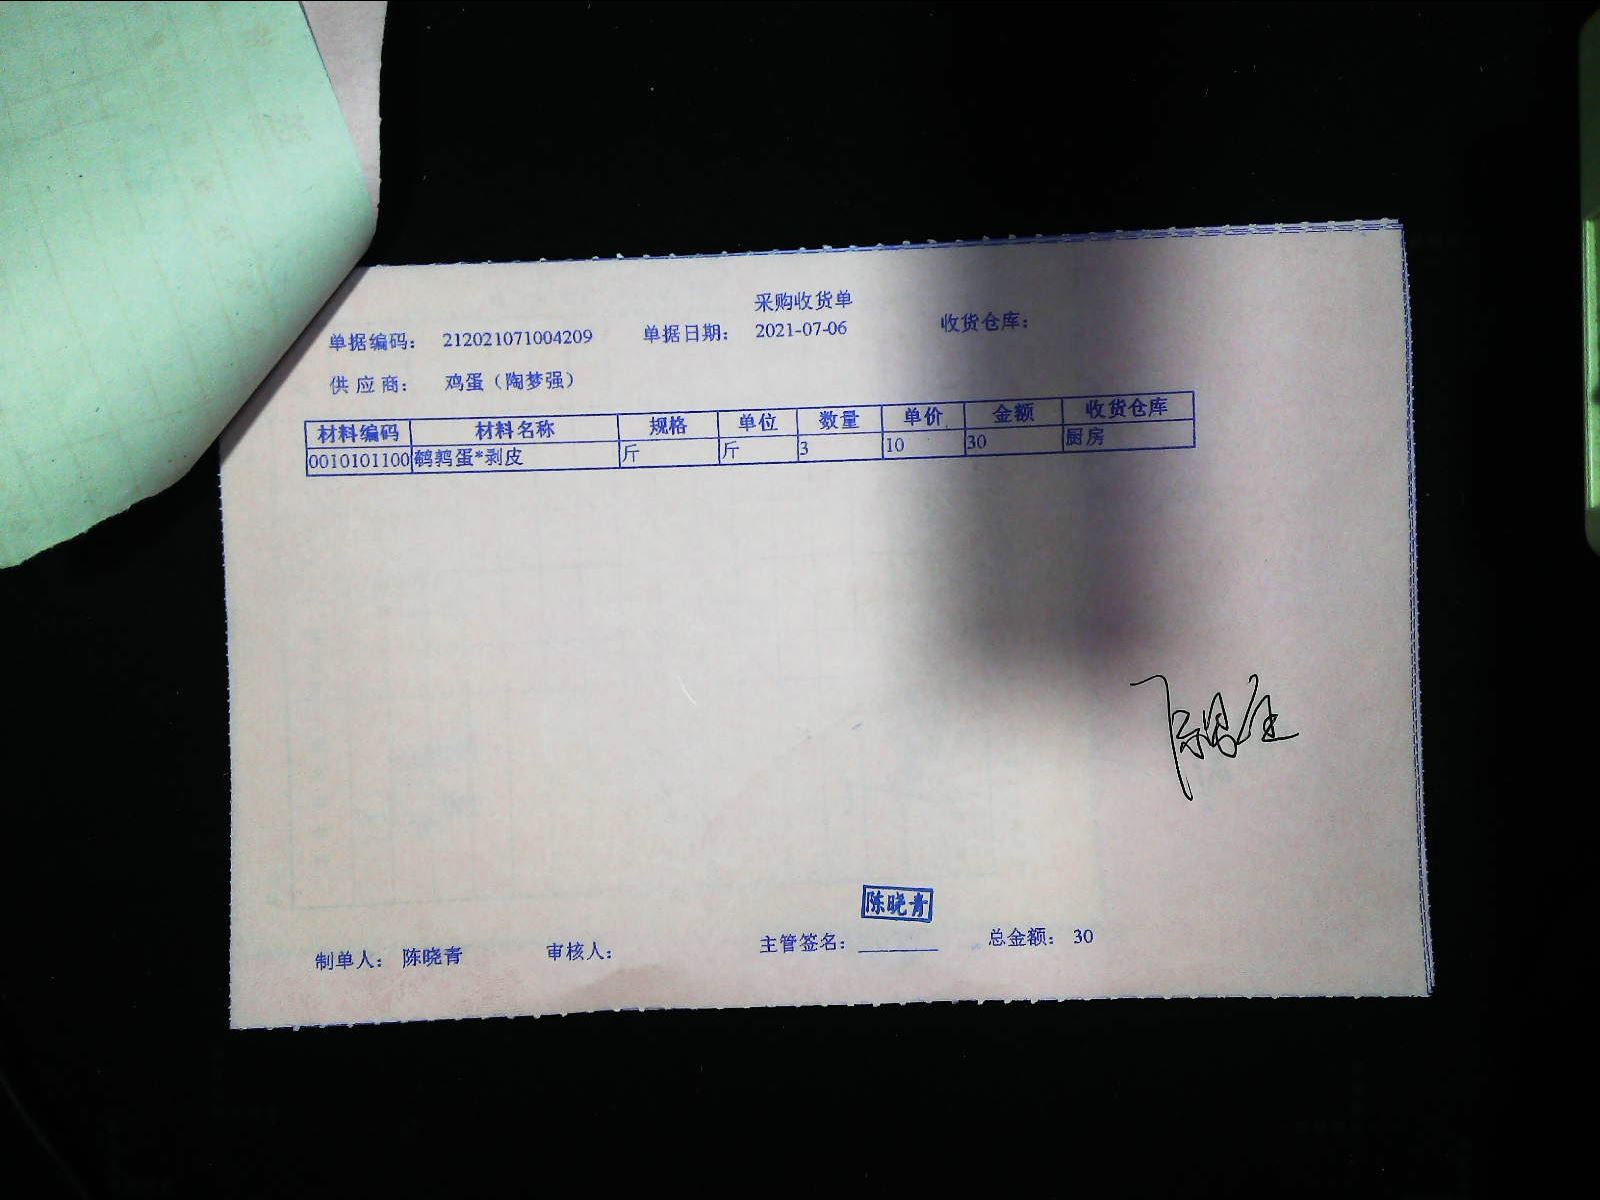 采购收货单
单据编码： 212021071004209 单据日期： 2021-07-06 收货仓库：
供应商： 鸡蛋（陶梦强）
材料编码 材料名称 规格 单位 数量 单价 金额 收货仓库
0010101100 鹌鹑蛋*剥皮 斤 斤 3 10 30 厨房
陈晓青
制单人： 陈晓青 审核人： 主管签名： 总金额： 30